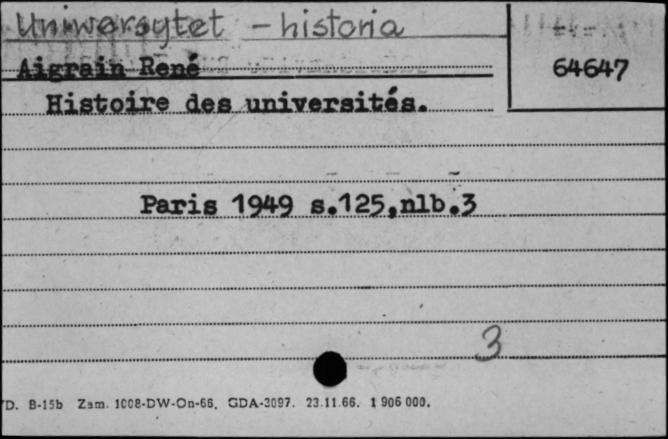 Uniwersytet - historia
64647
Aigrain René
Histoire des universités.
Paris 1949 s.125,nlb.3
3
D. B-15b Zam. 1008-DW-On-66. GDA-3097. 23.11.66. 1 906 000.